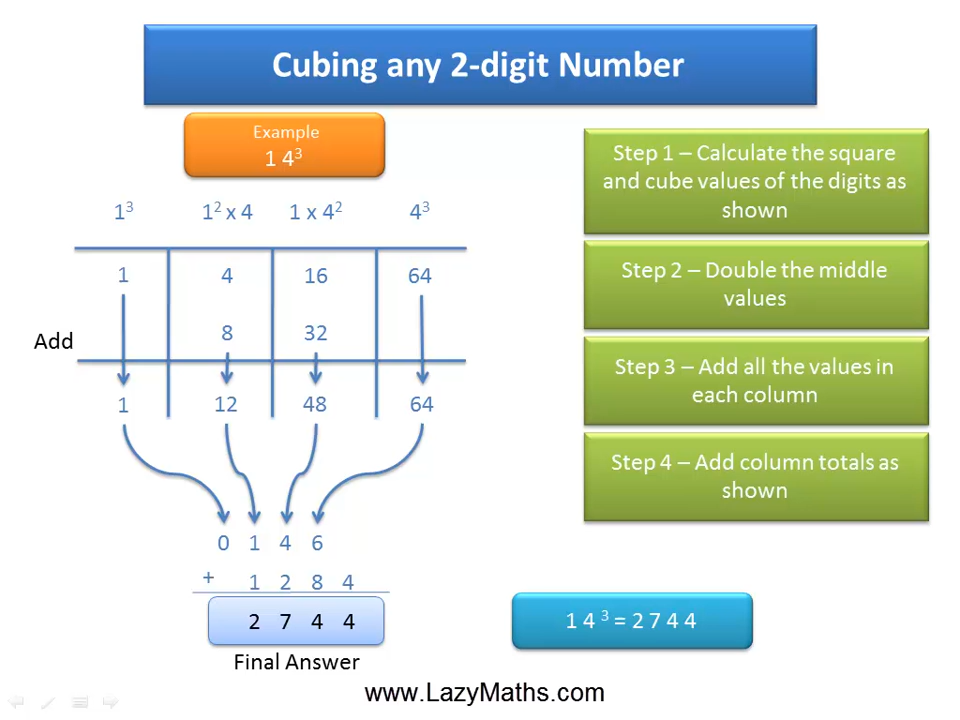 Cubing any 2-digit Number
Example
1 4³
1³ 1² x 4 1 x 4² 4³
1 4 16 64
8 32
Add
1 12 48 64
0 1 4 6
+ 1 2 8 4
2 7 4 4
Final Answer
Step 1 – Calculate the square
and cube values of the digits as
shown
Step 2 – Double the middle
values
Step 3 – Add all the values in
each column
Step 4 – Add column totals as
shown
1 4 ³ = 2 7 4 4
www.LazyMaths.com